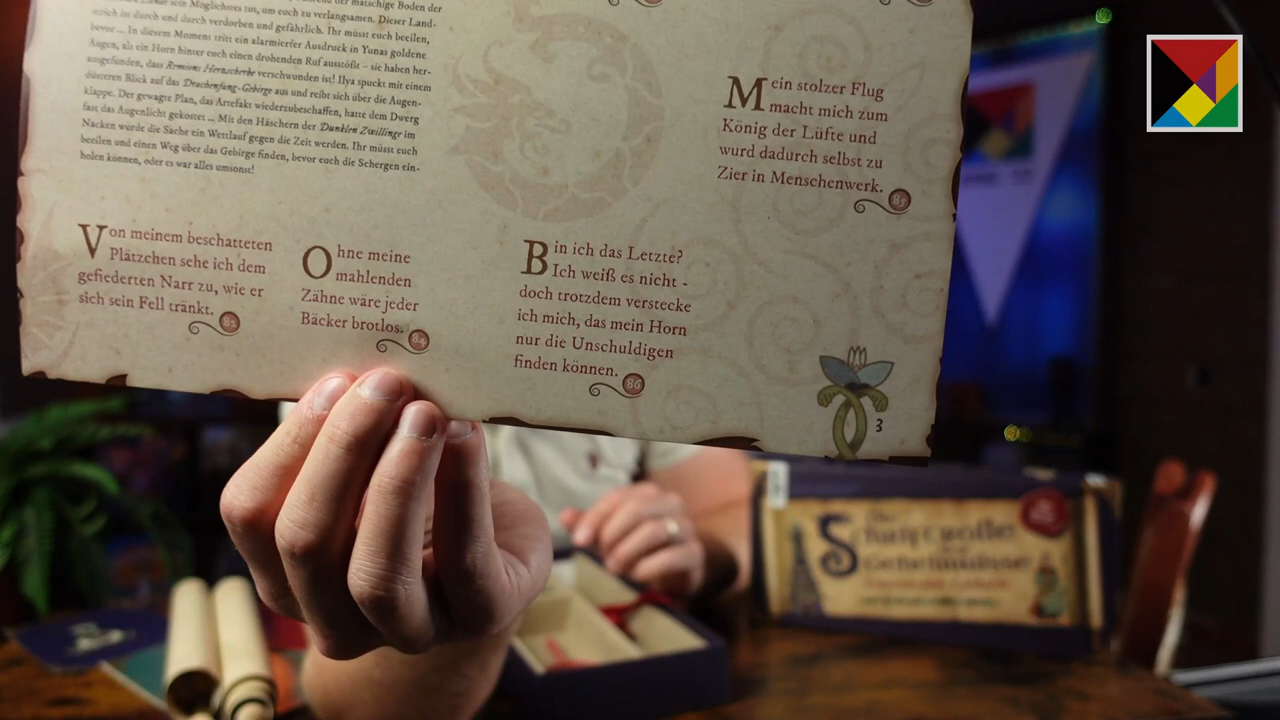 sein Möglichstes tut, um euch zu verlangsamen. Dieser Land-
strich ist durch und durch verdorben und gefährlich. Ihr müsst euch beeilen,
bevor ... In diesem Moment tritt ein alarmierter Ausdruck in Yunas goldene
Augen, als ein Horn hinter euch einen drohenden Ruf ausstößt – sie haben her-
ausgefunden, dass Remions Herzscherbe verschwunden ist! Ilya spuckt mit einem
düsteren Blick auf das Drachenfang-Gebirge aus und reibt sich über die Augen-
klappe. Der gewagte Plan, das Artefakt wiederzubeschaffen, hatte dem Zwerg
fast das Augenlicht gekostet ... Mit den Häschern der Dunklen Zwillinge im
Nacken würde die Sache ein Wettlauf gegen die Zeit werden. Ihr müsst euch
beeilen und einen Weg über das Gebirge finden, bevor euch die Schergen ein-
holen können, oder es war alles umsonst!
Mein stolzer Flug
macht mich zum
König der Lüfte und
wurd dadurch selbst zu
Zier in Menschenwerk.
85
Von meinem beschatteten
Plätzchen sehe ich dem
gefiederten Narr zu, wie er
sich sein Fell tränkt.
Ohne meine
mahlenden
Zähne wäre jeder
Bäcker brotlos.
84
Bin ich das Letzte?
Ich weiß es nicht -
doch trotzdem verstecke
ich mich, das mein Horn
nur die Unschuldigen
finden können.
86
3